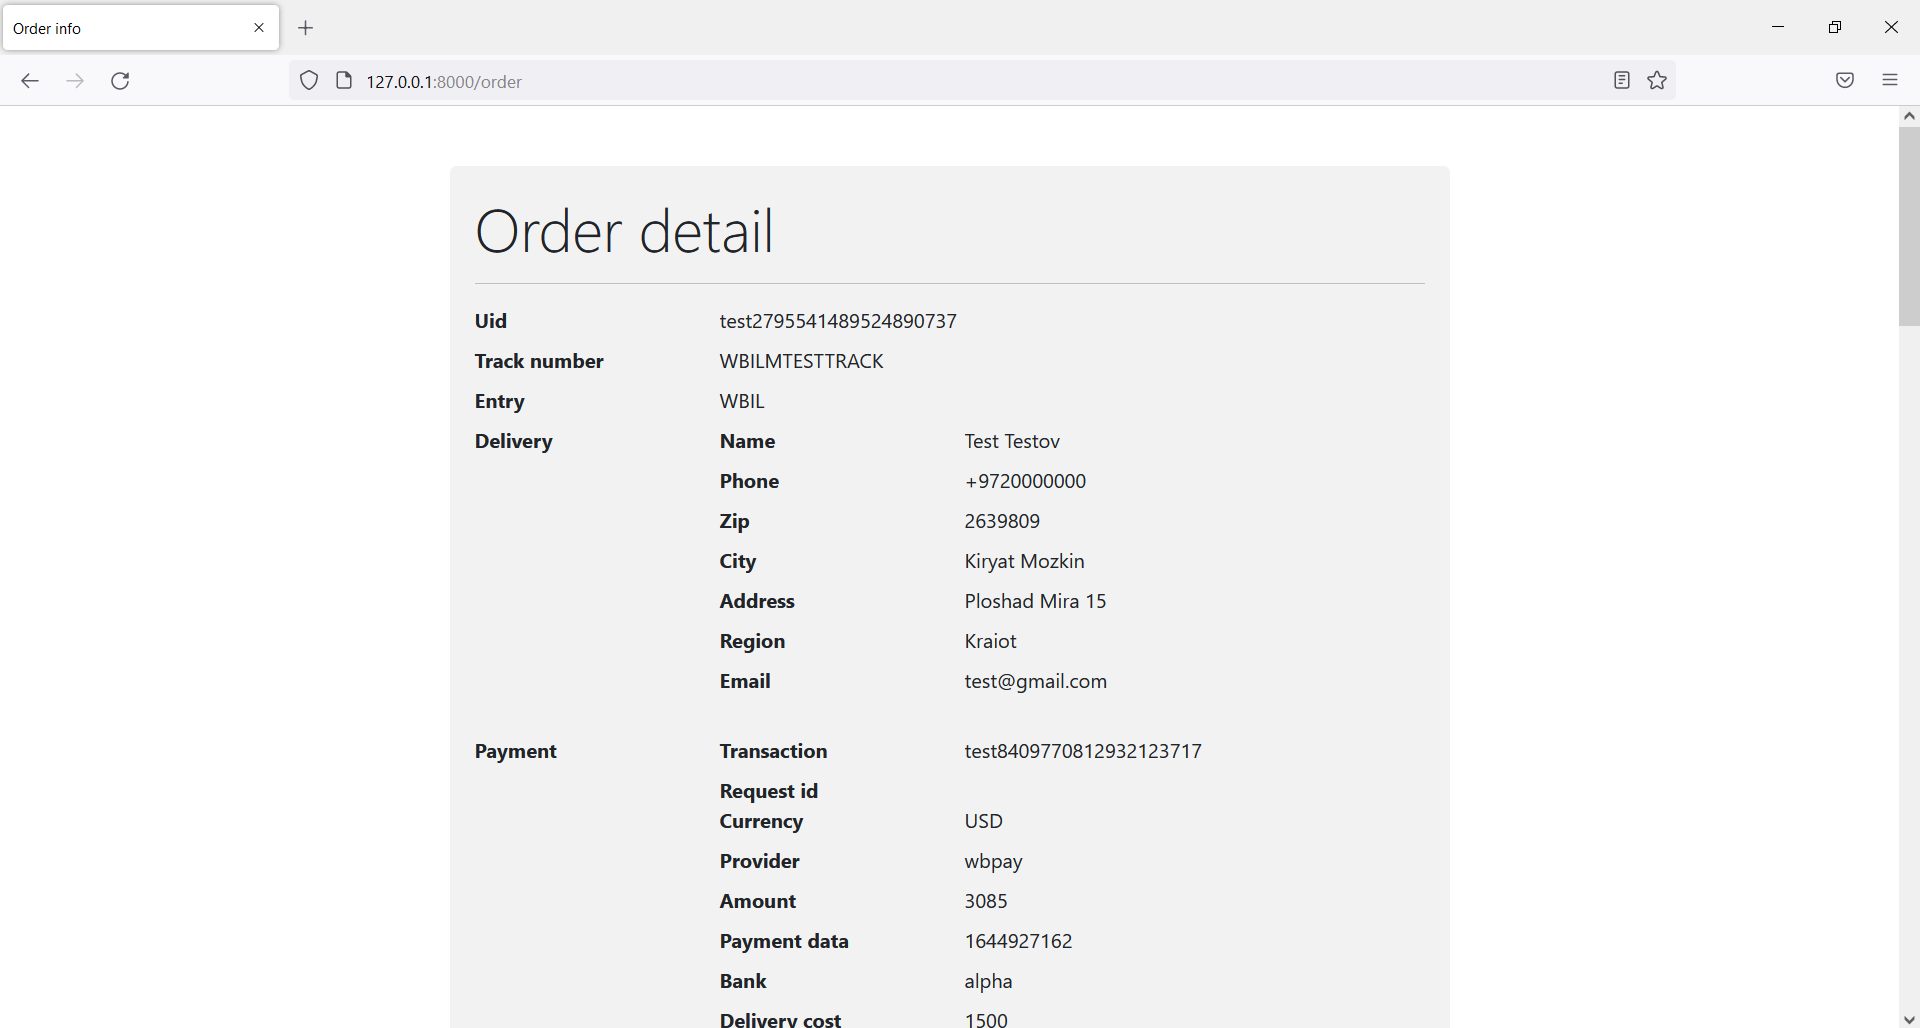 Order info
127.0.0.1:8000/order
Order detail
Uid test2795541489524890737
Track number WBILMTESTTRACK
Entry WBIL
Delivery Name Test Testov
Phone +9720000000
Zip 2639809
City Kiryat Mozkin
Address Ploshad Mira 15
Region Kraiot
Email test@gmail.com
Payment Transaction test8409770812932123717
Request id
Currency USD
Provider wbpay
Amount 3085
Payment data 1644927162
Bank alpha
Delivery cost 1500